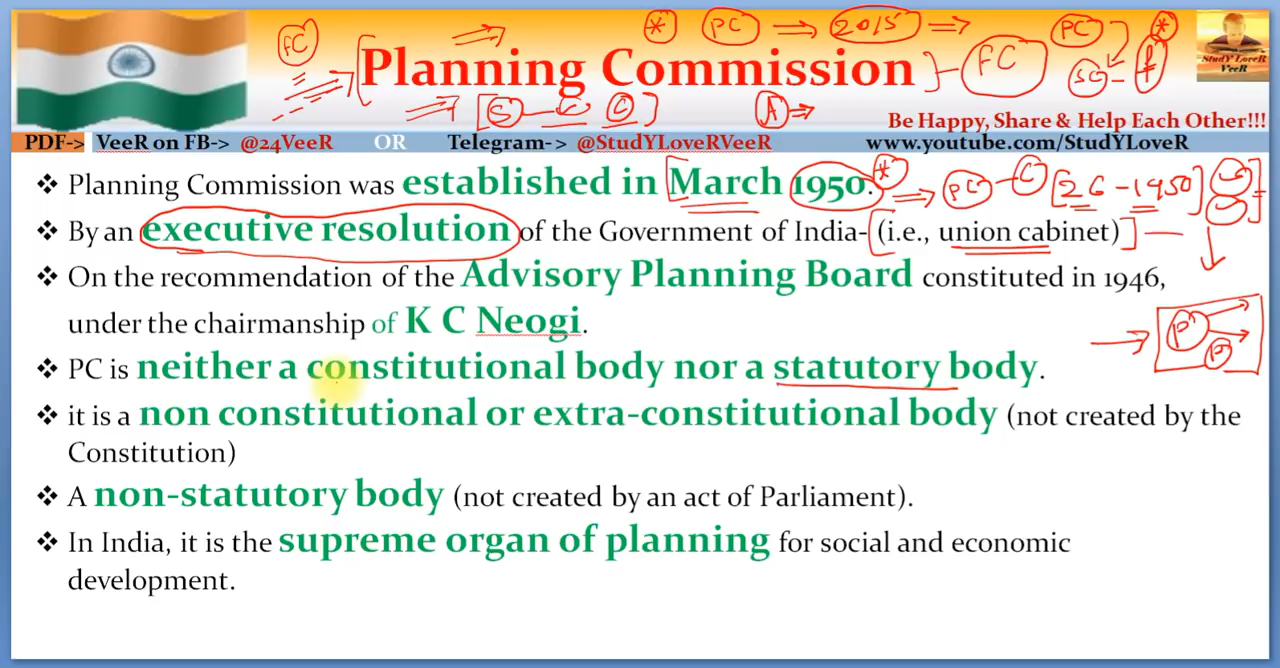 FC * PC 2015 PC *
Planning Commission FC SC
S C C A
StudY LoveR
VeeR
Be Happy, Share & Help Each Other!!!
PDF-> VeeR on FB-> @24VeeR OR Telegram-> @StudYLoveRVeeR www.youtube.com/StudYLoveR
❖ Planning Commission was established in March 1950. * PC - C [26 - 1950]
❖ By an executive resolution of the Government of India- (i.e., union cabinet)
❖ On the recommendation of the Advisory Planning Board constituted in 1946,
under the chairmanship of K C Neogi.
❖ PC is neither a constitutional body nor a statutory body.
❖ it is a non constitutional or extra-constitutional body (not created by the
Constitution)
❖ A non-statutory body (not created by an act of Parliament).
❖ In India, it is the supreme organ of planning for social and economic
development.